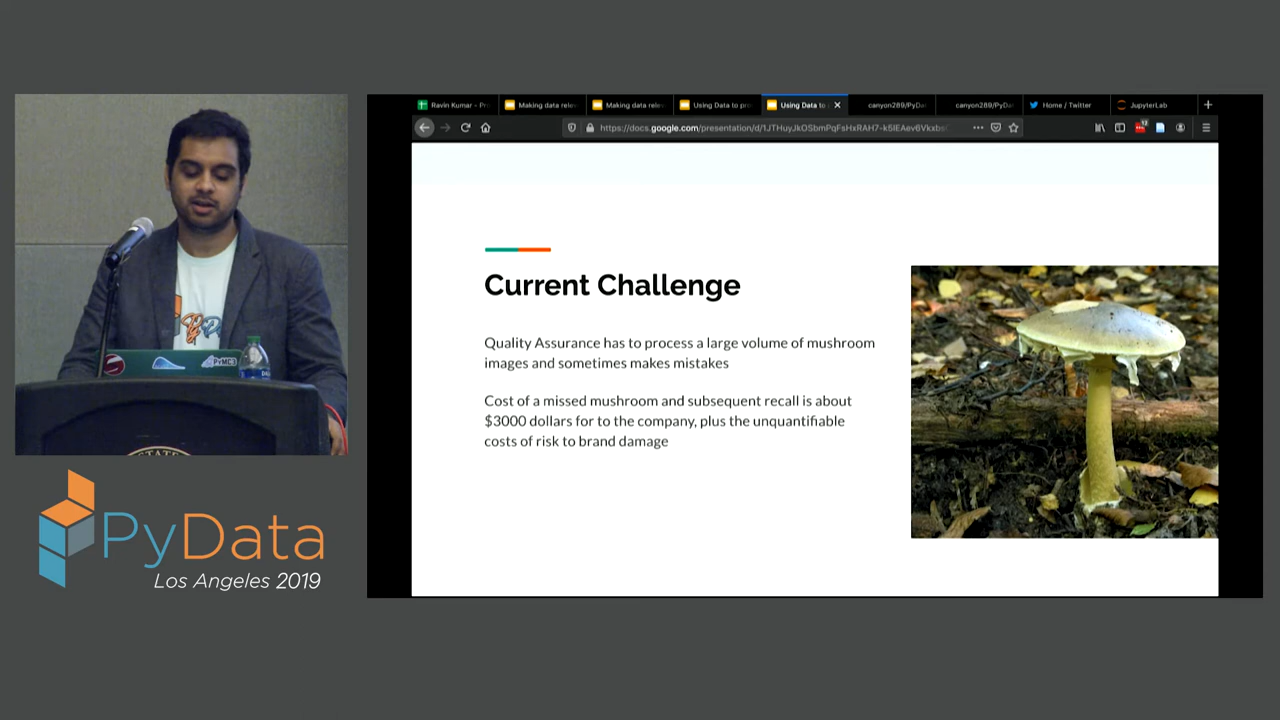 Ravin Kumar - Pr
Making data rele
Making data rele
Using Data to pr
Using Data to
canyon289/PyDa
canyon289/PyDa
Home / Twitter
JupyterLab
https://docs.google.com/presentation/d/1JTHuyJkOSbmPqFsHxRAH7-k5IEAev6Vkxbs
Current Challenge
Quality Assurance has to process a large volume of mushroom
images and sometimes makes mistakes
Cost of a missed mushroom and subsequent recall is about
$3000 dollars for to the company, plus the unquantifiable
costs of risk to brand damage
PyMC3
STATE
PyData
Los Angeles 2019